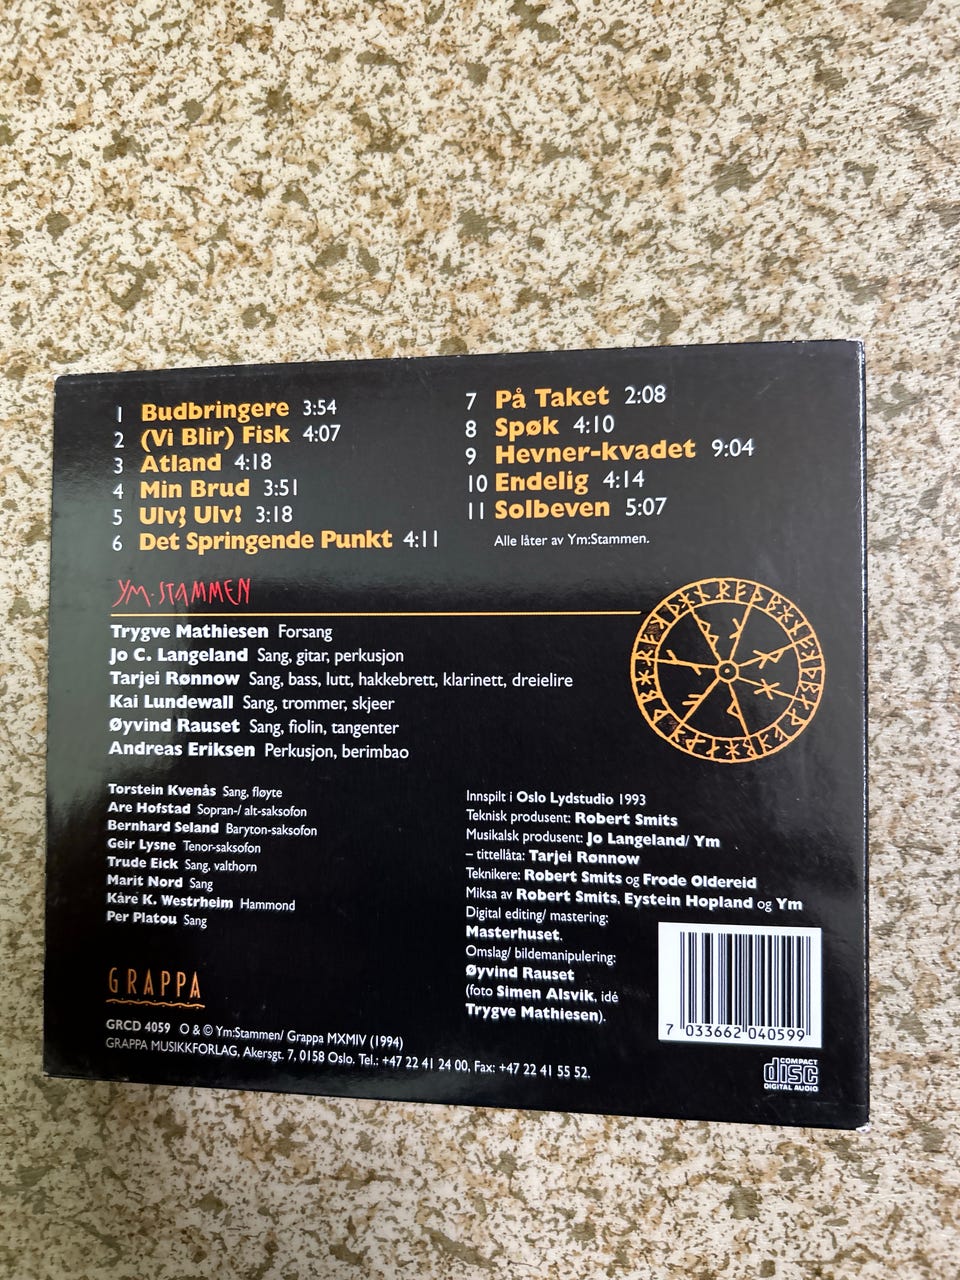 1 Budbringere 3:54
2 (Vi Blir) Fisk 4:07
3 Atland 4:18
4 Min Brud 3:51
5 Ulv! Ulv! 3:18
6 Det Springende Punkt 4:11
7 På Taket 2:08
8 Spøk 4:10
9 Hevner-kvadet 9:04
10 Endelig 4:14
11 Solbeven 5:07
Alle låter av Ym:Stammen.
YM·STAMMEN
Trygve Mathiesen Forsang
Jo C. Langeland Sang, gitar, perkusjon
Tarjei Rønnow Sang, bass, lutt, hakkebrett, klarinett, dreielire
Kai Lundewall Sang, trommer, skjeer
Øyvind Rauset Sang, fiolin, tangenter
Andreas Eriksen Perkusjon, berimbao
Torstein Kvenås Sang, fløyte
Are Hofstad Sopran-/ alt-saksofon
Bernhard Seland Baryton-saksofon
Geir Lysne Tenor-saksofon
Trude Eick Sang, valthorn
Marit Nord Sang
Kåre K. Westrheim Hammond
Per Platou Sang
Innspilt i Oslo Lydstudio 1993
Teknisk produsent: Robert Smits
Musikalsk produsent: Jo Langeland/ Ym
– tittellåta: Tarjei Rønnow
Teknikere: Robert Smits og Frode Oldereid
Miksa av Robert Smits, Eystein Hopland og Ym
Digital editing/ mastering:
Masterhuset.
Omslag/ bildemanipulering:
Øyvind Rauset
(foto Simen Alsvik, idé
Trygve Mathiesen).
GRAPPA
GRCD 4059 O & © Ym:Stammen/ Grappa MXMIV (1994)
GRAPPA MUSIKKFORLAG, Akersgt. 7, 0158 Oslo. Tel.: +47 22 41 24 00, Fax: +47 22 41 55 52.
7 033662 040599
COMPACT
disc
DIGITAL AUDIO